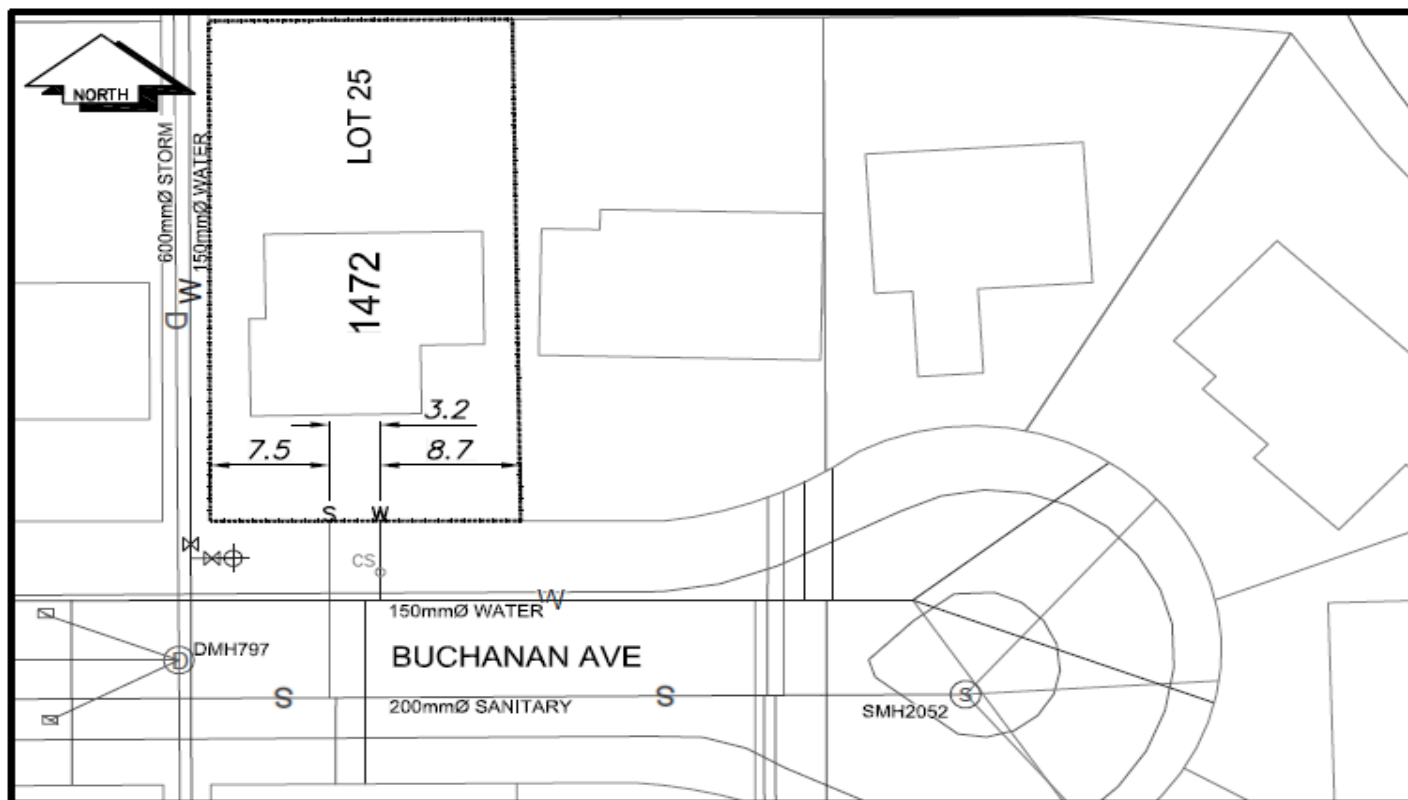 NORTH
LOT 25
600mmØ STORM
150mmØ WATER
W
D
1472
3.2
7.5
8.7
S
W
CS
W
150mmØ WATER
D
DMH797
BUCHANAN AVE
S
S
200mmØ SANITARY
S
SMH2052